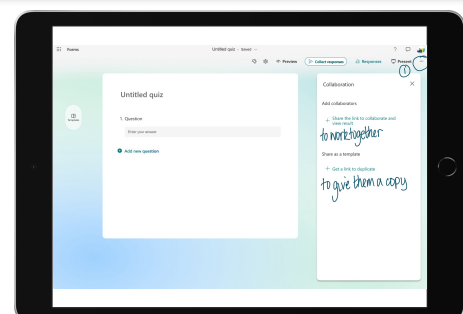 Forms
Untitled quiz - Saved
?
Preview
Collect responses
Responses
Present
...
1
Collaboration
Untitled quiz
Add collaborators
1. Question
+ Share the link to collaborate and
view result
Enter your answer
to work together
Templates
Add new question
Share as a template
+ Get a link to duplicate
to give them a copy